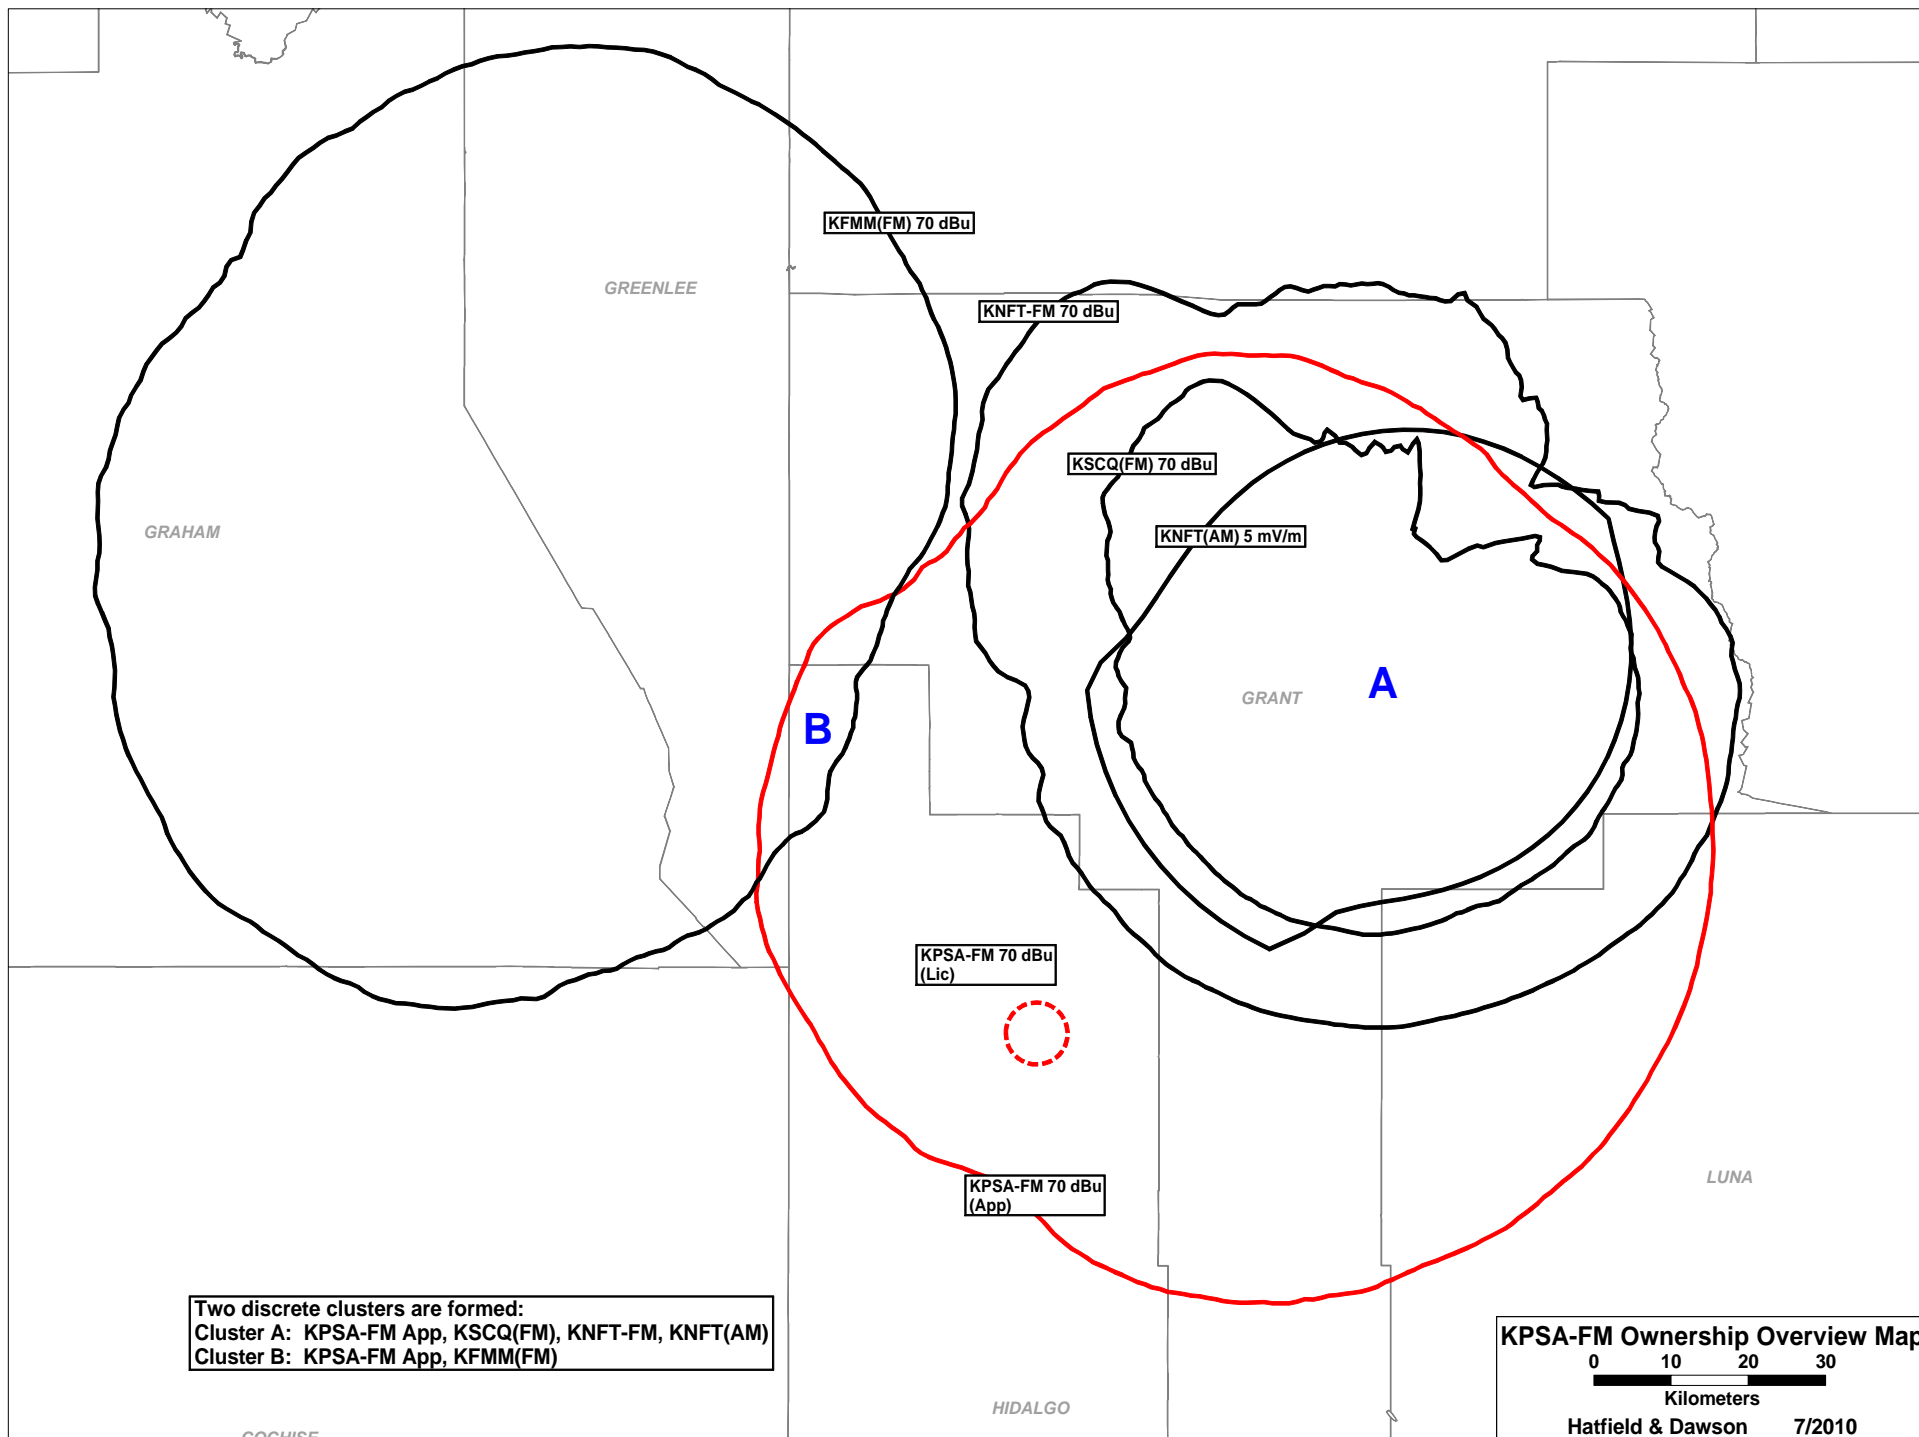 KFMM(FM) 70 dBu
GREENLEE
KNFT-FM 70 dBu
KSCQ(FM) 70 dBu
GRAHAM
KNFT(AM) 5 mV/m
A
GRANT
B
KPSA-FM 70 dBu
(Lic)
KPSA-FM 70 dBu
(App)
LUNA
Two discrete clusters are formed:
Cluster A: KPSA-FM App, KSCQ(FM), KNFT-FM, KNFT(AM)
Cluster B: KPSA-FM App, KFMM(FM)
KPSA-FM Ownership Overview Map
0 10 20 30
Kilometers
Hatfield & Dawson 7/2010
HIDALGO
COCHISE